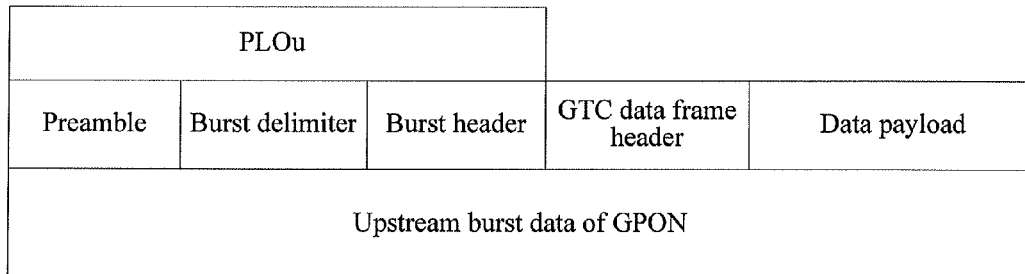 PLOu
Preamble
Burst delimiter
Burst header
GTC data frame
header
Data payload
Upstream burst data of GPON